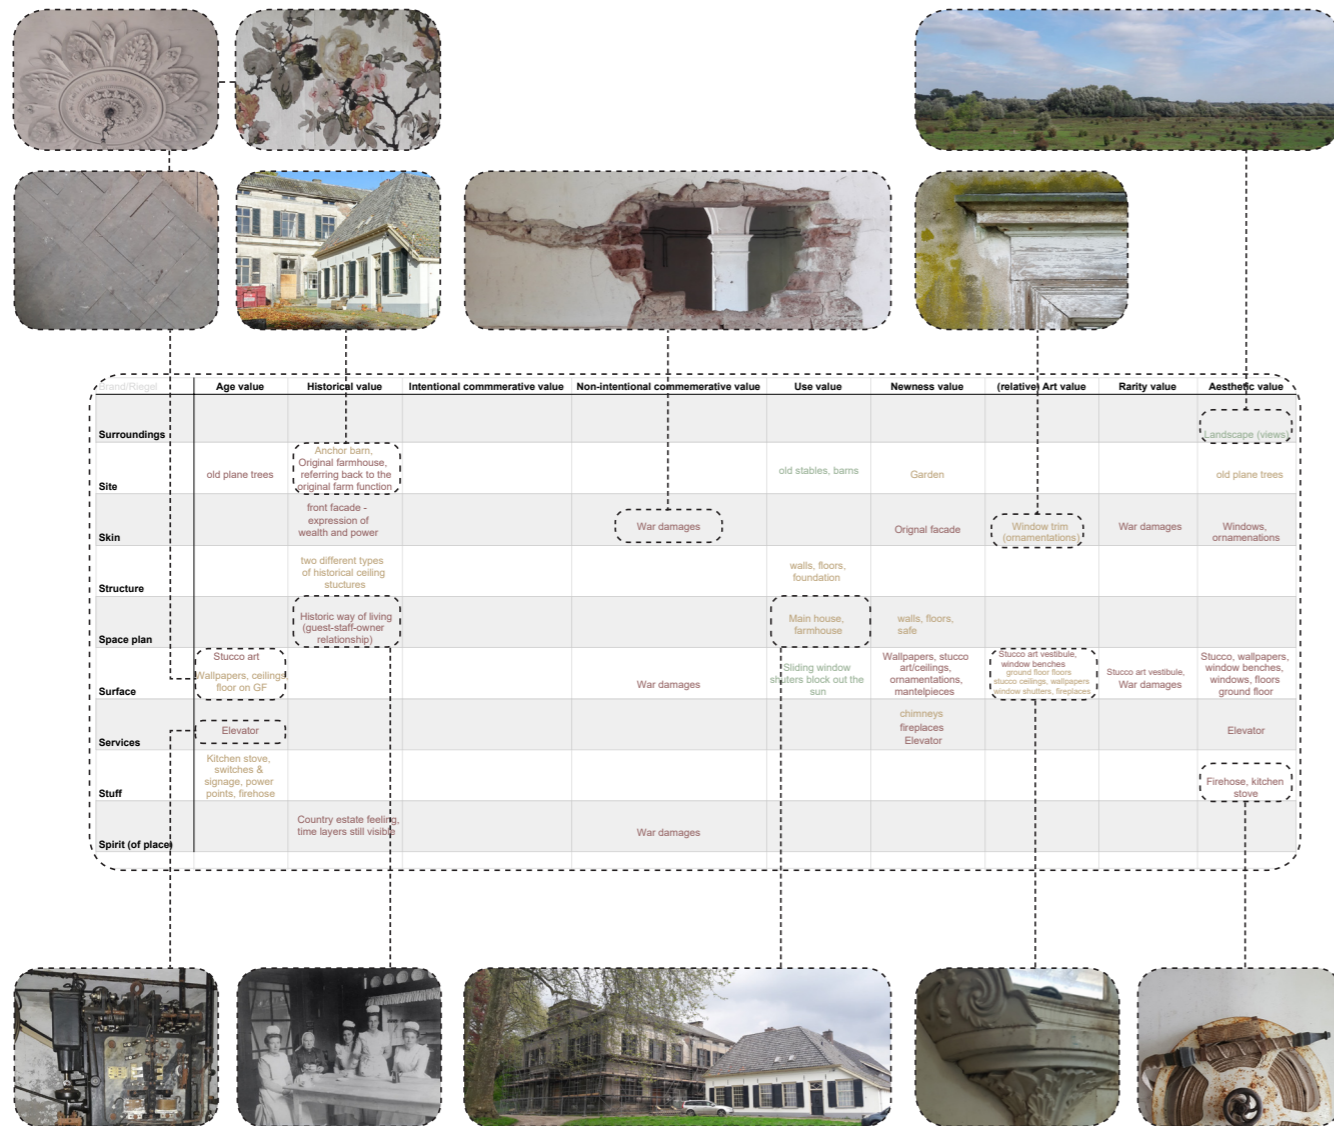 Brand/Riegel Age value Historical value Intentional commmerative value Non-intentional commemerative value Use value Newness value (relative) Art value Rarity value Aesthetic value
Surroundings
Landscape (views)
Site
old plane trees
Anchor barn,
Original farmhouse,
referring back to the
original farm function
old stables, barns
Garden
old plane trees
Skin
front facade -
expression of
wealth and power
War damages
Orignal facade
Window trim
(ornamentations)
War damages
Windows,
ornamenations
Structure
two different types
of historical ceiling
stuctures
walls, floors,
foundation
Space plan
Historic way of living
(guest-staff-owner
relationship)
Main house,
farmhouse
walls, floors,
safe
Surface
Stucco art
Wallpapers, ceilings,
floor on GF
War damages
Sliding window
shuters block out the
sun
Wallpapers, stucco
art/ceilings,
ornamentations,
mantelpieces
Stucco art vestibule,
window benches
ground floor floors
stucco ceilings, wallpapers
window shutters, fireplaces
Stucco art vestibule,
War damages
Stucco, wallpapers,
window benches,
windows, floors
ground floor
Services
Elevator
chimneys
fireplaces
Elevator
Elevator
Stuff
Kitchen stove,
switches &
signage, power
points, firehose
Firehose, kitchen
stove
Spirit (of place)
Country estate feeling,
time layers still visible
War damages